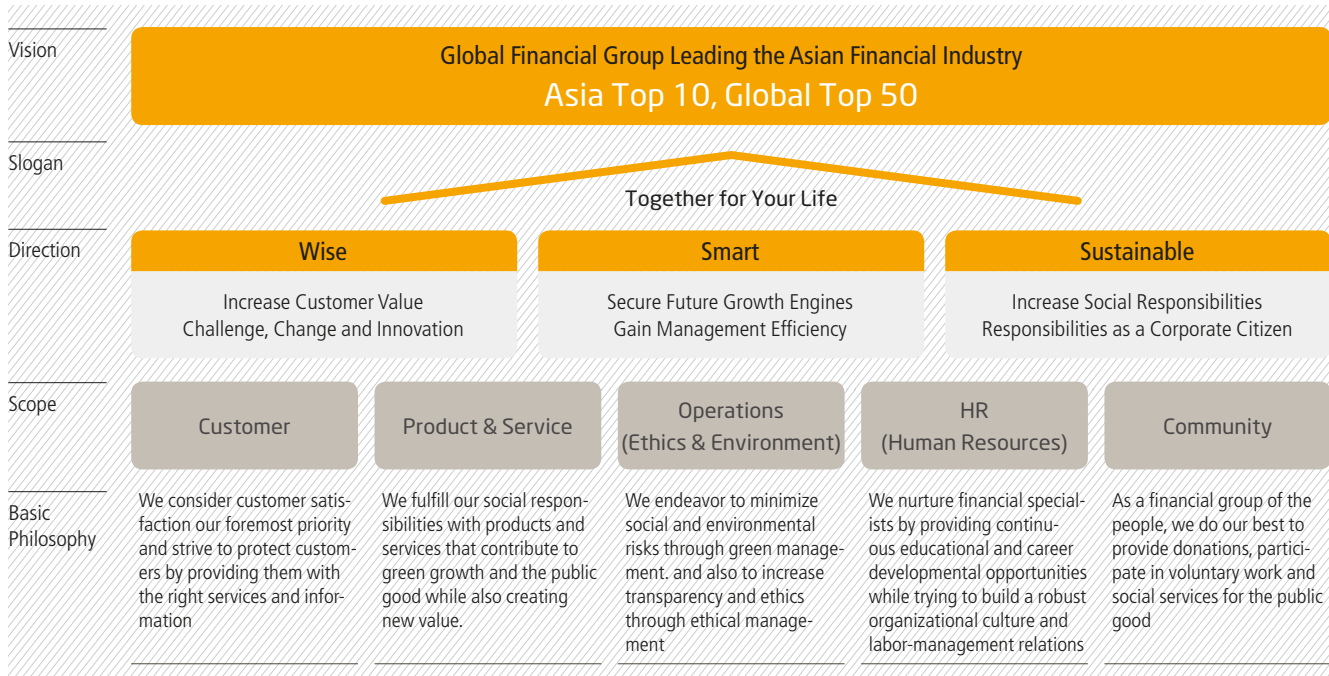 Vision
Global Financial Group Leading the Asian Financial Industry
Asia Top 10, Global Top 50
Slogan
Together for Your Life
Direction
Wise
Increase Customer Value
Challenge, Change and Innovation
Smart
Secure Future Growth Engines
Gain Management Efficiency
Sustainable
Increase Social Responsibilities
Responsibilities as a Corporate Citizen
Scope
Customer
Product & Service
Operations
(Ethics & Environment)
HR
(Human Resources)
Community
Basic
Philosophy
We consider customer satis-
faction our foremost priority
and strive to protect custom-
ers by providing them with
the right services and infor-
mation
We fulfill our social respon-
sibilities with products and
services that contribute to
green growth and the public
good while also creating
new value.
We endeavor to minimize
social and environmental
risks through green manage-
ment. and also to increase
transparency and ethics
through ethical manage-
ment
We nurture financial special-
ists by providing continu-
ous educational and career
developmental opportunities
while trying to build a robust
organizational culture and
labor-management relations
As a financial group of the
people, we do our best to
provide donations, partici-
pate in voluntary work and
social services for the public
good